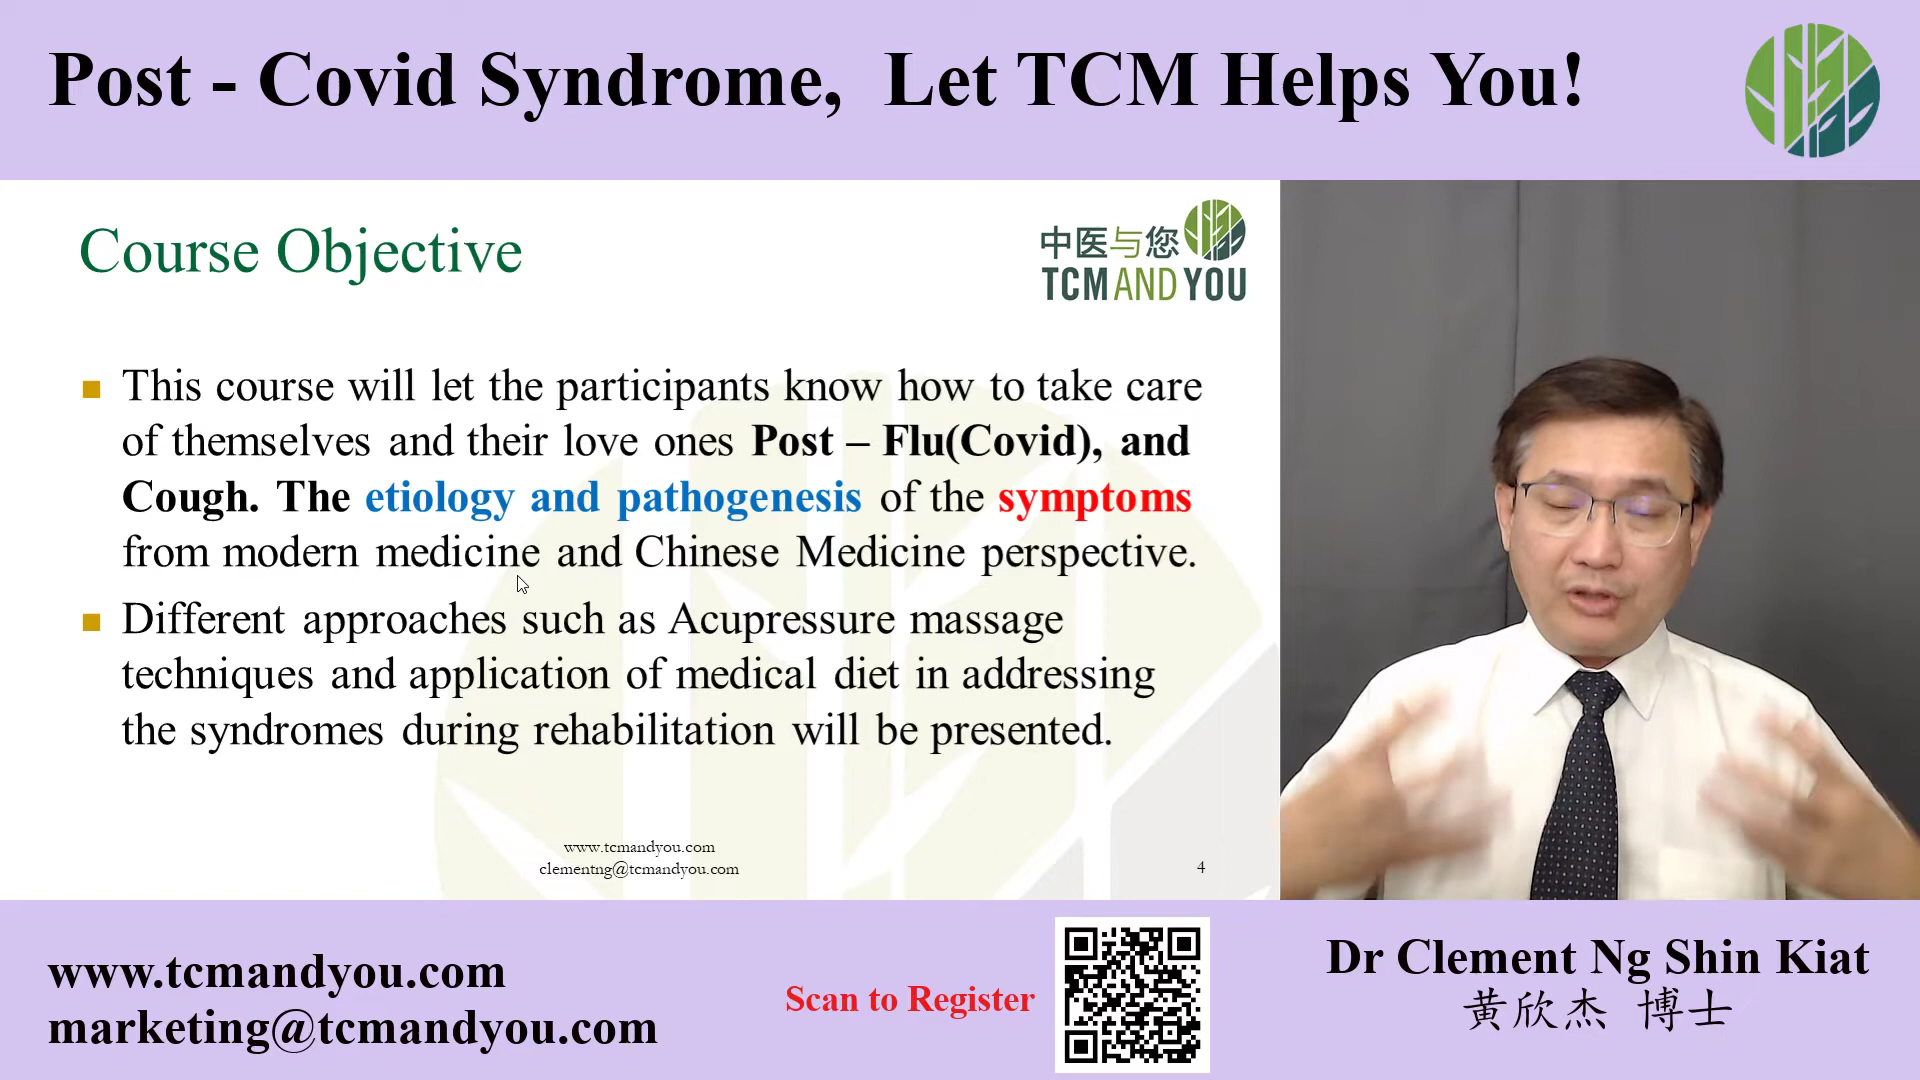 Post - Covid Syndrome, Let TCM Helps You!
Course Objective
中医与您
TCM AND YOU
This course will let the participants know how to take care
of themselves and their love ones Post – Flu(Covid), and
Cough. The etiology and pathogenesis of the symptoms
from modern medicine and Chinese Medicine perspective.
Different approaches such as Acupressure massage
techniques and application of medical diet in addressing
the syndromes during rehabilitation will be presented.
www.tcmandyou.com
clementng@tcmandyou.com
4
www.tcmandyou.com
marketing@tcmandyou.com
Scan to Register
Dr Clement Ng Shin Kiat
黄欣杰 博士